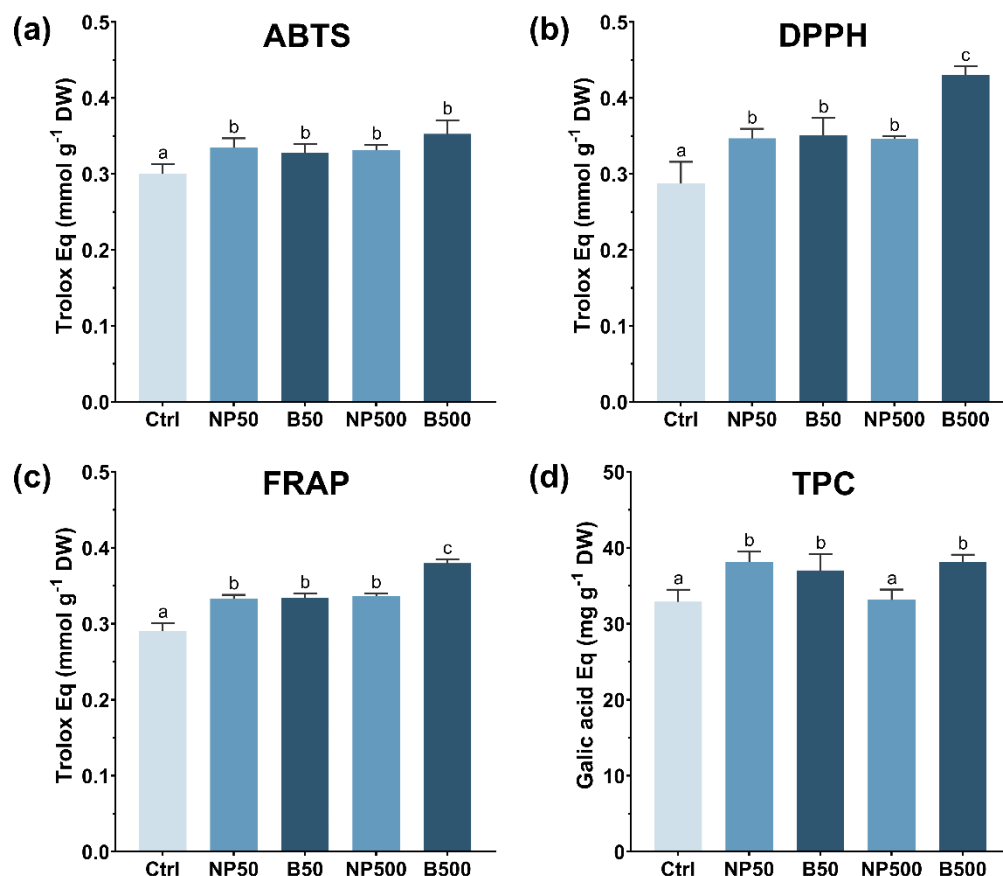 (a) ABTS
Trolox Eq (mmol g⁻¹ DW)
0.5
0.4
0.3
0.2
0.1
0.0
a b b b b
Ctrl NP50 B50 NP500 B500
(b) DPPH
Trolox Eq (mmol g⁻¹ DW)
0.5
0.4
0.3
0.2
0.1
0.0
a b b b c
Ctrl NP50 B50 NP500 B500
(c) FRAP
Trolox Eq (mmol g⁻¹ DW)
0.5
0.4
0.3
0.2
0.1
0.0
a b b b c
Ctrl NP50 B50 NP500 B500
(d) TPC
Galic acid Eq (mg g⁻¹ DW)
50
40
30
20
10
0
a b b a b
Ctrl NP50 B50 NP500 B500